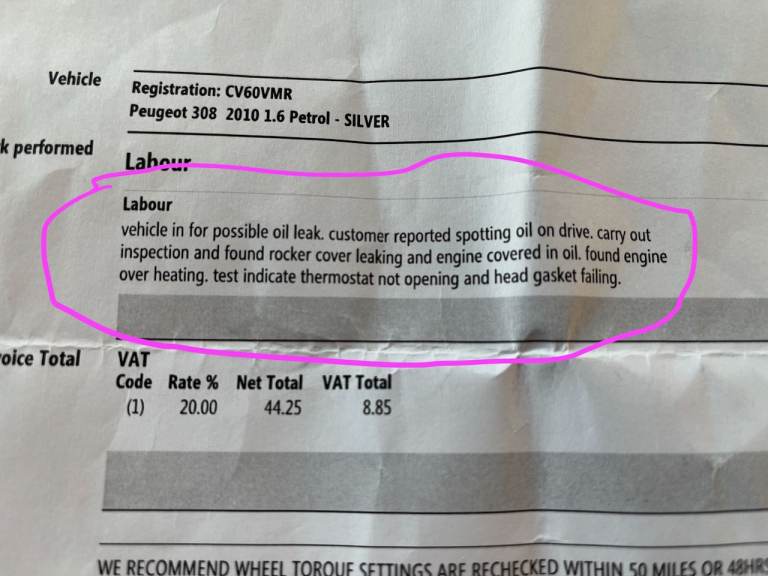 Vehicle
Registration: CV60VMR
Peugeot 308 2010 1.6 Petrol - SILVER
k performed
Labour
Labour
vehicle in for possible oil leak. customer reported spotting oil on drive. carry out
inspection and found rocker cover leaking and engine covered in oil. found engine
over heating. test indicate thermostat not opening and head gasket failing.
oice Total
VAT
Code Rate % Net Total VAT Total
(1) 20.00 44.25 8.85
WE RECOMMEND WHEEL TORQUE SETTINGS ARE RECHECKED WITHIN 50 MILES OR 48HRS